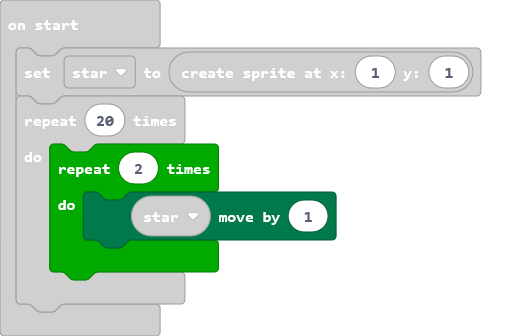 on start
set star to create sprite at x: 1 y: 1
repeat 20 times
do
repeat 2 times
do
star move by 1